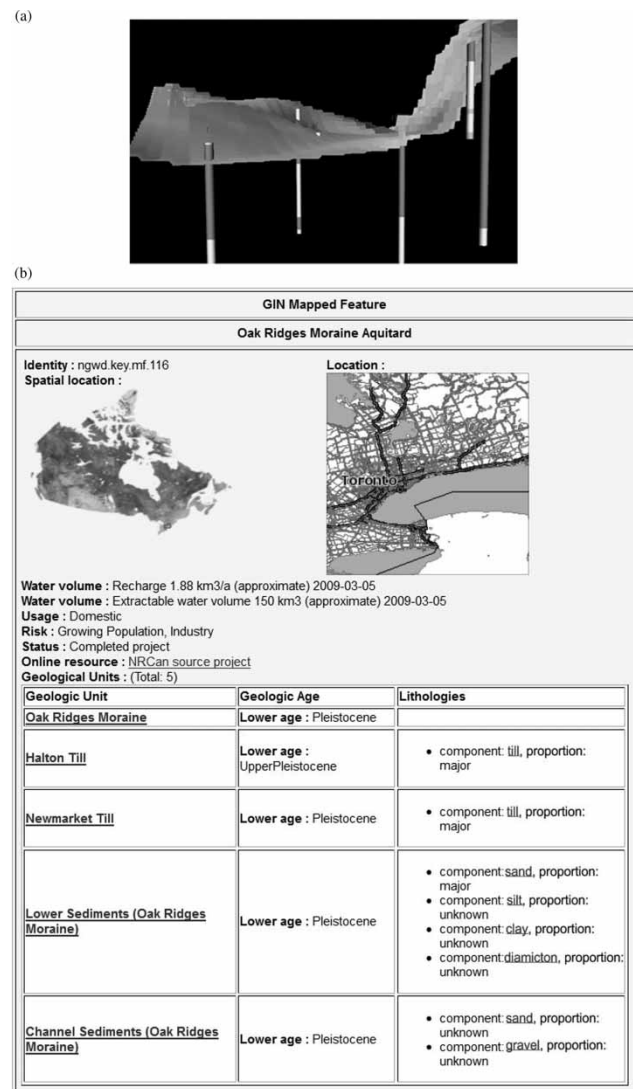 (a)
(b)
GIN Mapped Feature
Oak Ridges Moraine Aquitard
Identity : ngwd.key.mf.116
Spatial location :
Location :
Toronto
Water volume : Recharge 1.88 km3/a (approximate) 2009-03-05
Water volume : Extractable water volume 150 km3 (approximate) 2009-03-05
Usage : Domestic
Risk : Growing Population, Industry
Status : Completed project
Online resource : NRCan source project
Geological Units : (Total: 5)
Geologic Unit Geologic Age Lithologies
Oak Ridges Moraine Lower age : Pleistocene
Halton Till
Lower age :
UpperPleistocene
• component: till, proportion:
major
Newmarket Till
Lower age : Pleistocene
• component: till, proportion:
major
Lower Sediments (Oak Ridges
Moraine)
Lower age : Pleistocene
• component:sand, proportion:
major
• component: silt, proportion:
unknown
• component: clay, proportion:
unknown
• component:diamicton, proportion:
unknown
Channel Sediments (Oak Ridges
Moraine)
Lower age : Pleistocene
• component: sand, proportion:
unknown
• component: gravel, proportion:
unknown